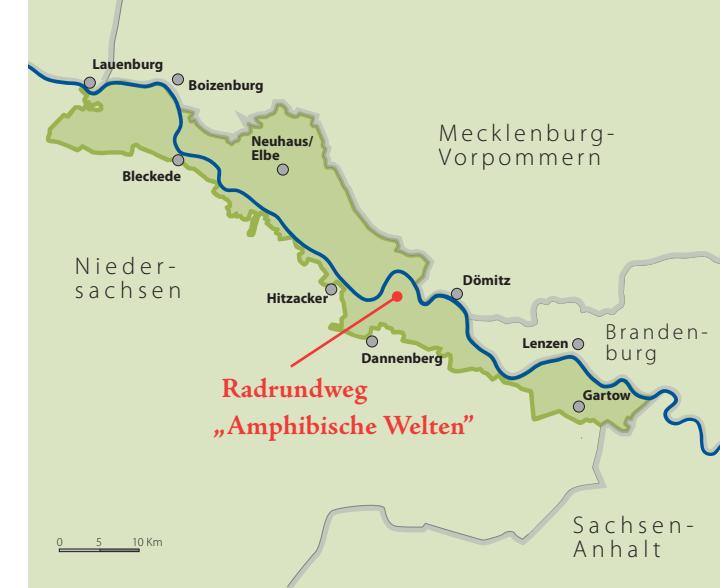 Lauenburg
Boizenburg
Mecklenburg-
Vorpommern
Neuhaus/
Elbe
Bleckede
Nieder-
sachsen
Hitzacker
Dömitz
Branden-
burg
Lenzen
Dannenberg
Gartow
Radrundweg
„Amphibische Welten”
Sachsen-
Anhalt
0 5 10 Km